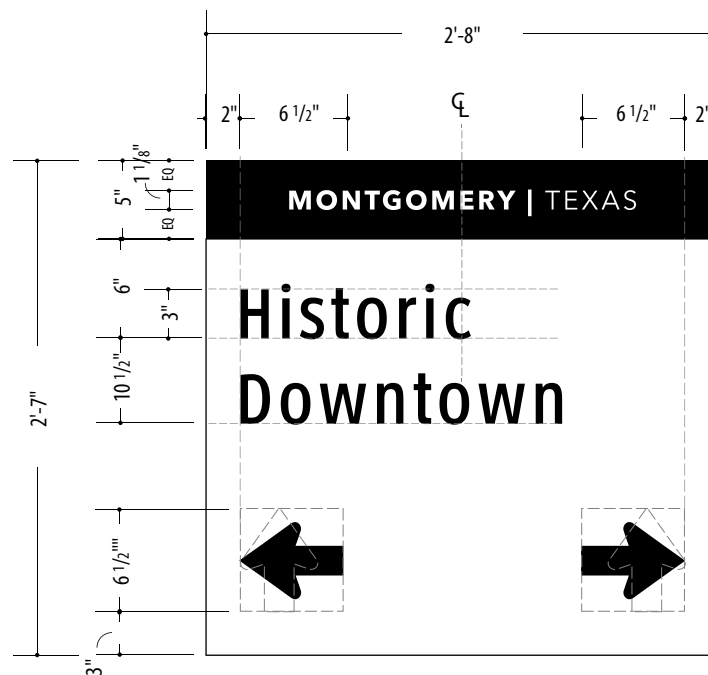 2'-8"
2" 6 1/2" ℄ 6 1/2" 2"
5" 1 1/8" EQ EQ
MONTGOMERY | TEXAS
6" 3"
Historic
10 1/2"
Downtown
2'-7"
6 1/2""
3"